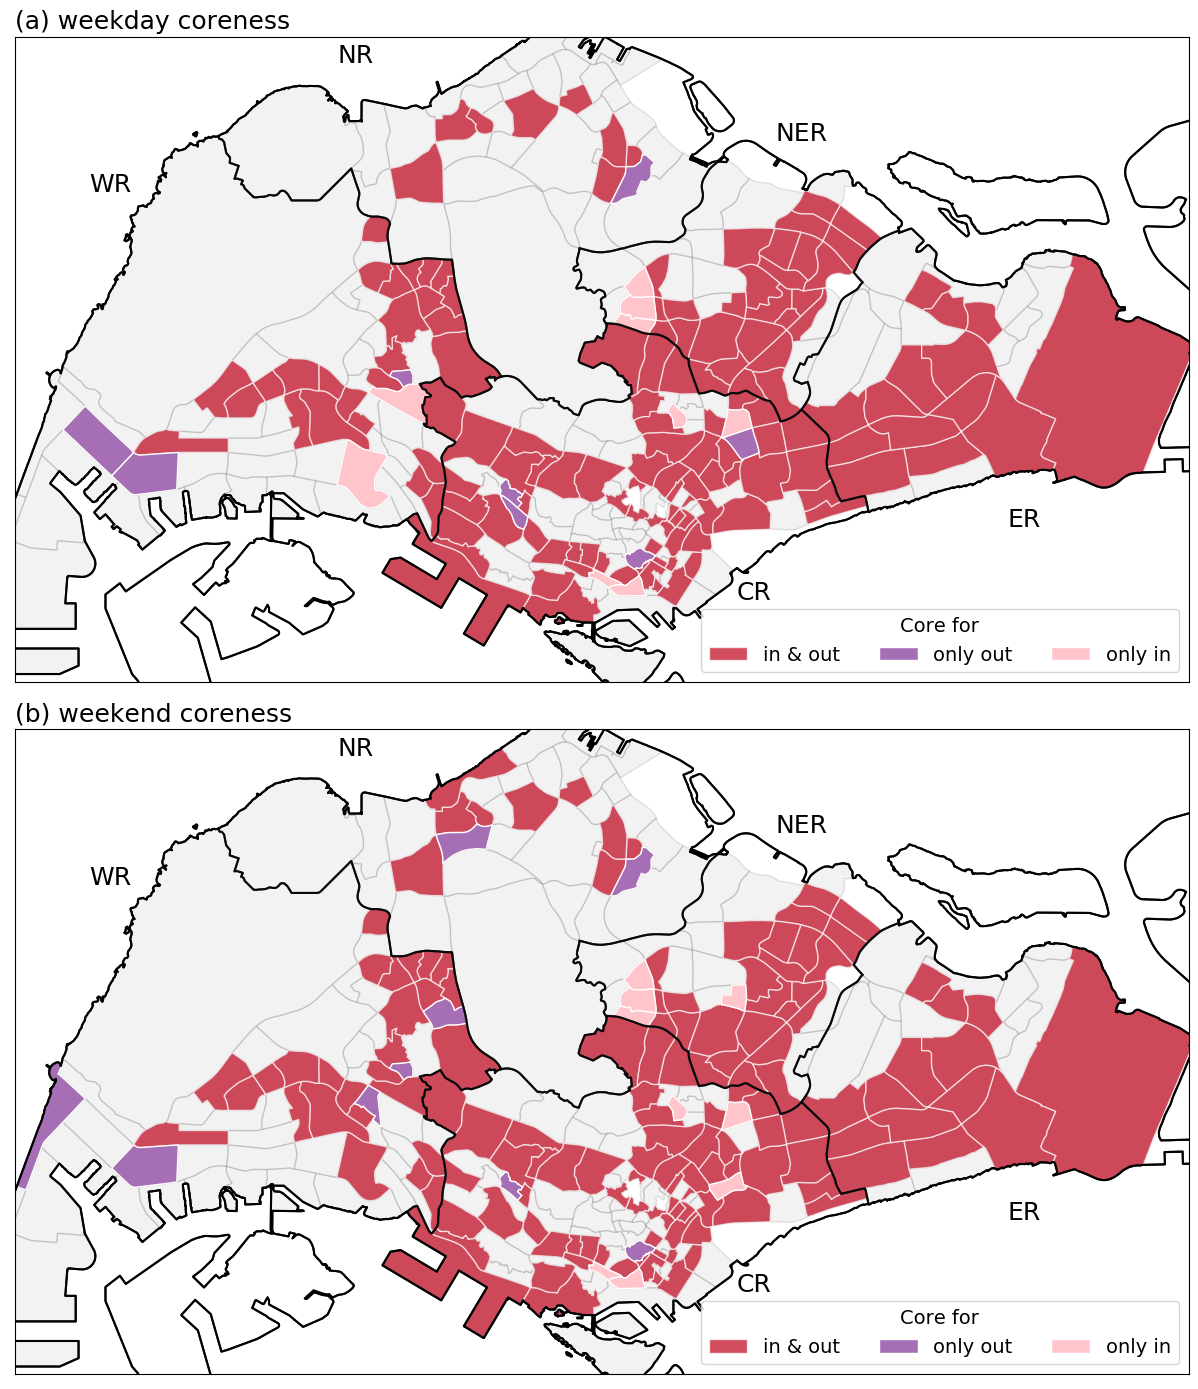 (a) weekday coreness
NR
NER
WR
ER
CR
Core for
in & out
only out
only in
(b) weekend coreness
NR
NER
WR
ER
CR
Core for
in & out
only out
only in